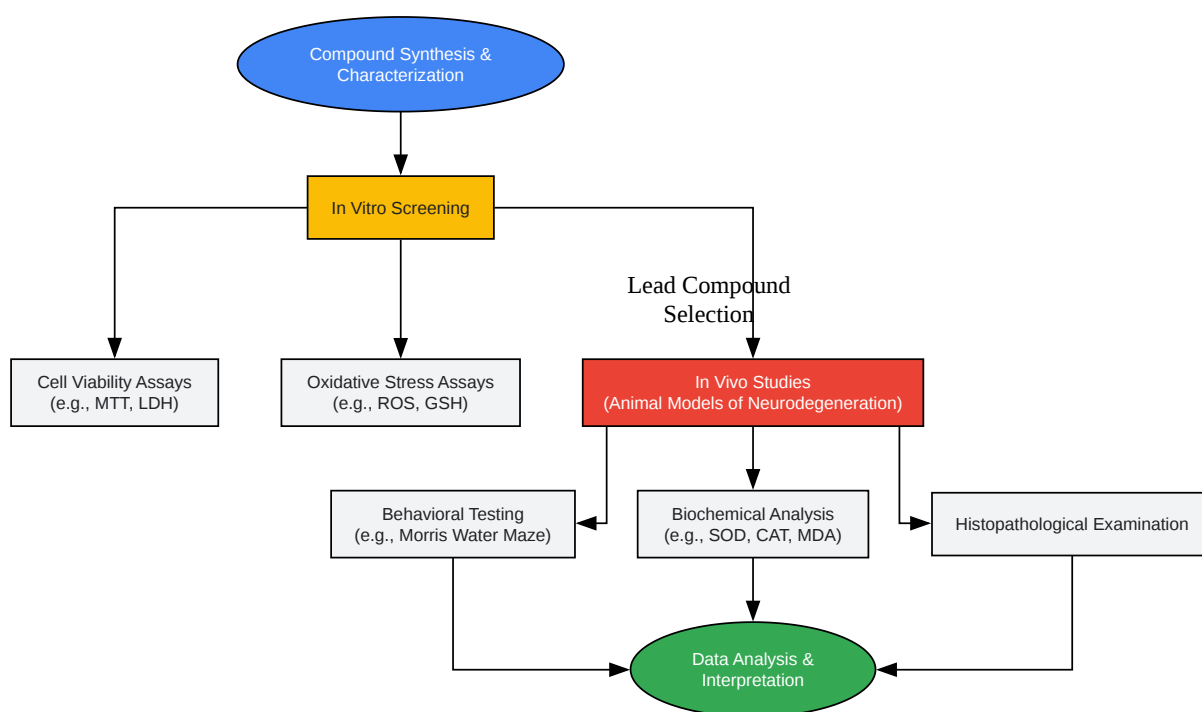 Compound Synthesis &
Characterization
In Vitro Screening
Lead Compound
Selection
Cell Viability Assays
(e.g., MTT, LDH)
Oxidative Stress Assays
(e.g., ROS, GSH)
In Vivo Studies
(Animal Models of Neurodegeneration)
Behavioral Testing
(e.g., Morris Water Maze)
Biochemical Analysis
(e.g., SOD, CAT, MDA)
Histopathological Examination
Data Analysis &
Interpretation